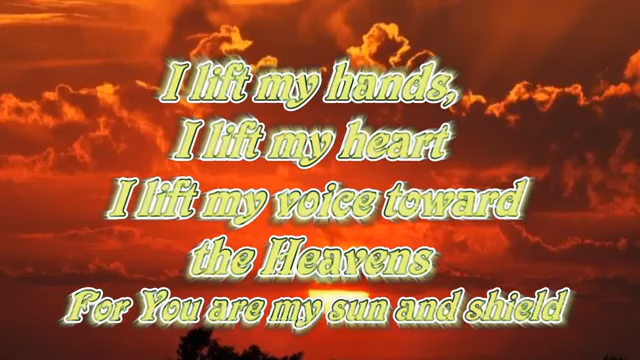 I lift my hands,
I lift my heart
I lift my voice toward
the Heavens
For You are my sun and shield